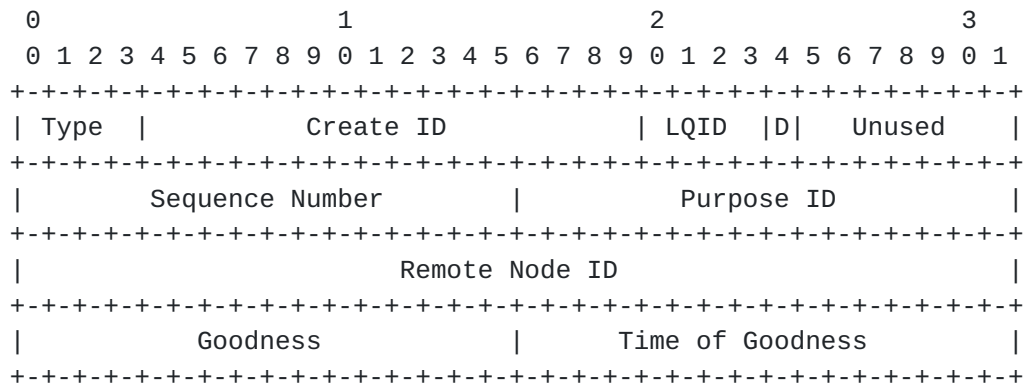 0                   1                   2                   3
 0 1 2 3 4 5 6 7 8 9 0 1 2 3 4 5 6 7 8 9 0 1 2 3 4 5 6 7 8 9 0 1
+-+-+-+-+-+-+-+-+-+-+-+-+-+-+-+-+-+-+-+-+-+-+-+-+-+-+-+-+-+-+-+-+
| Type  |          Create ID            | LQID  |D|   Unused    |
+-+-+-+-+-+-+-+-+-+-+-+-+-+-+-+-+-+-+-+-+-+-+-+-+-+-+-+-+-+-+-+-+
|        Sequence Number        |          Purpose ID           |
+-+-+-+-+-+-+-+-+-+-+-+-+-+-+-+-+-+-+-+-+-+-+-+-+-+-+-+-+-+-+-+-+
|                        Remote Node ID                         |
+-+-+-+-+-+-+-+-+-+-+-+-+-+-+-+-+-+-+-+-+-+-+-+-+-+-+-+-+-+-+-+-+
|           Goodness            |      Time of Goodness         |
+-+-+-+-+-+-+-+-+-+-+-+-+-+-+-+-+-+-+-+-+-+-+-+-+-+-+-+-+-+-+-+-+